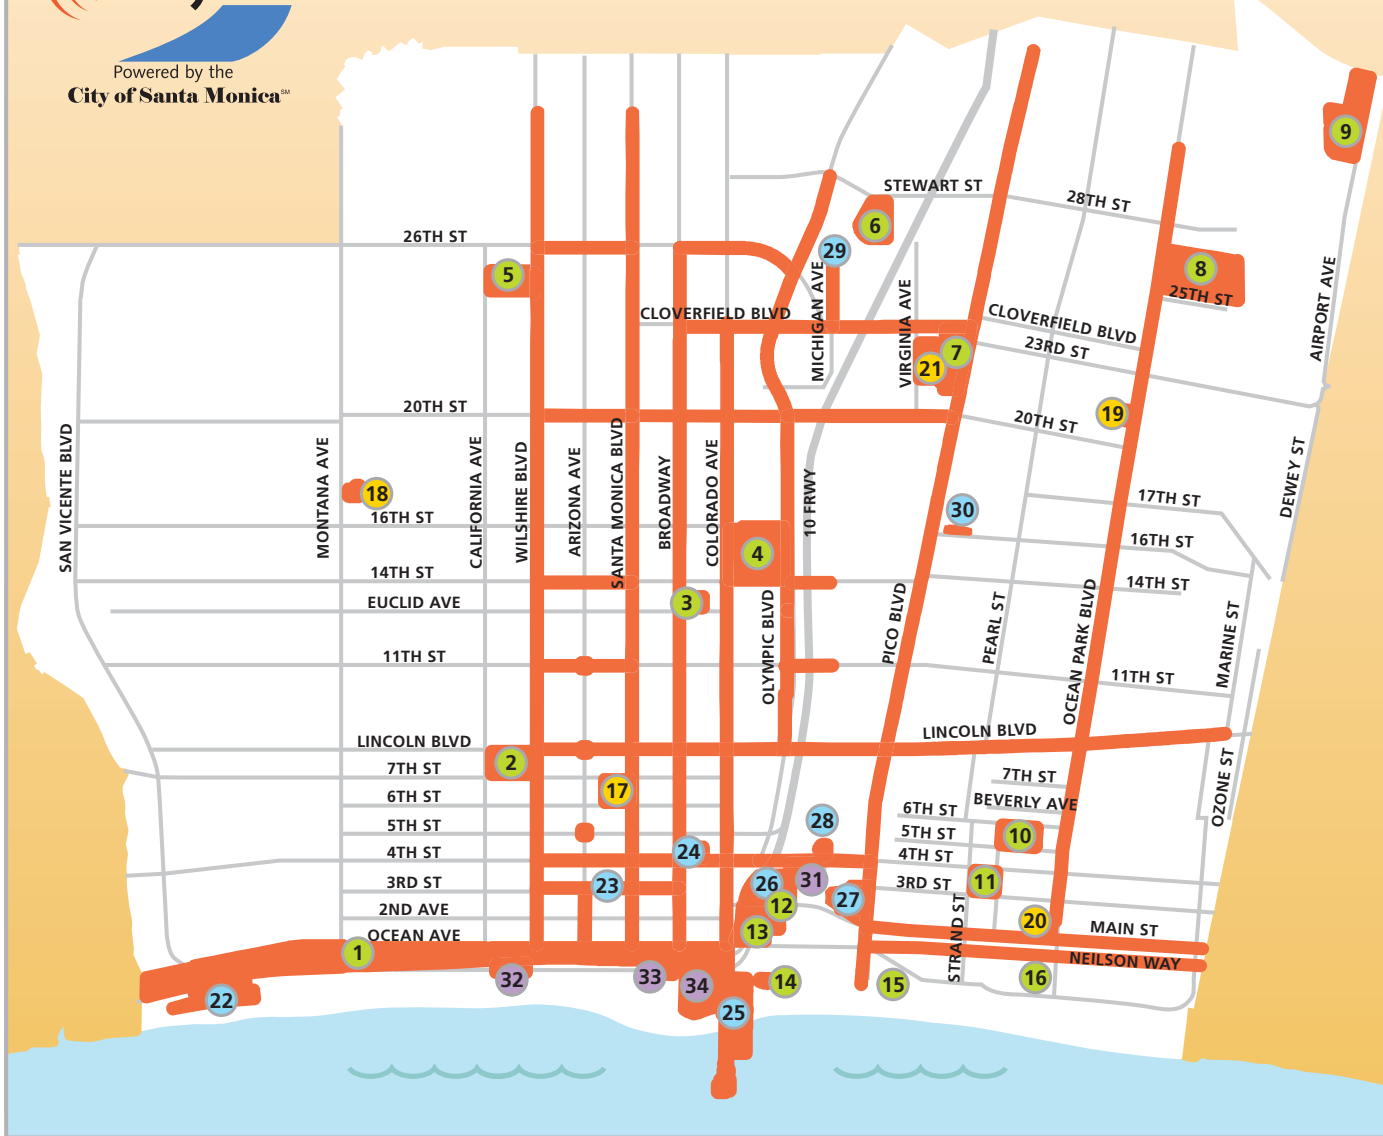 Powered by the
City of Santa Monica℠
9
STEWART ST
28TH ST
6
26TH ST
29
5
8
25TH ST
CLOVERFIELD BLVD
MICHIGAN AVE
VIRGINIA AVE
CLOVERFIELD BLVD
23RD ST
AIRPORT AVE
7
21
20TH ST
19
20TH ST
SAN VICENTE BLVD
MONTANA AVE
CALIFORNIA AVE
WILSHIRE BLVD
ARIZONA AVE
SANTA MONICA BLVD
BROADWAY
COLORADO AVE
10 FRWY
DEWEY ST
18
17TH ST
30
16TH ST
16TH ST
4
14TH ST
14TH ST
EUCLID AVE
3
OLYMPIC BLVD
PICO BLVD
PEARL ST
OCEAN PARK BLVD
MARINE ST
11TH ST
11TH ST
LINCOLN BLVD
LINCOLN BLVD
2
7TH ST
7TH ST
OZONE ST
17
6TH ST
BEVERLY AVE
6TH ST
28
5TH ST
5TH ST
10
4TH ST
24
4TH ST
3RD ST
23
26
31
3RD ST
11
27
12
2ND AVE
STRAND ST
20
MAIN ST
OCEAN AVE
13
1
NEILSON WAY
32
33
34
14
15
16
22
25